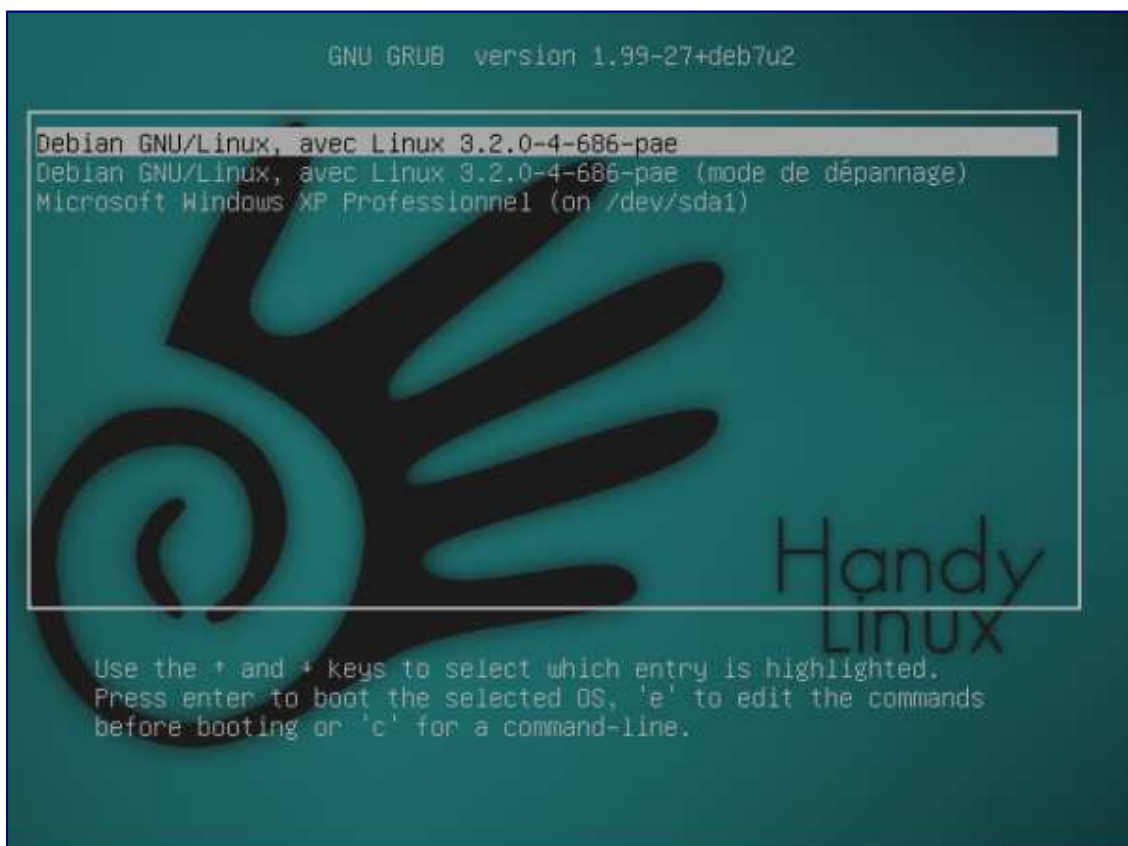 GNU GRUB version 1.99-27+deb7u2
Debian GNU/Linux, avec Linux 3.2.0-4-686-pae
Debian GNU/Linux, avec Linux 3.2.0-4-686-pae (mode de dépannage)
Microsoft Windows XP Professionnel (on /dev/sda1)
Handy
Linux
Use the ↑ and ↓ keys to select which entry is highlighted.
Press enter to boot the selected OS, 'e' to edit the commands
before booting or 'c' for a command-line.